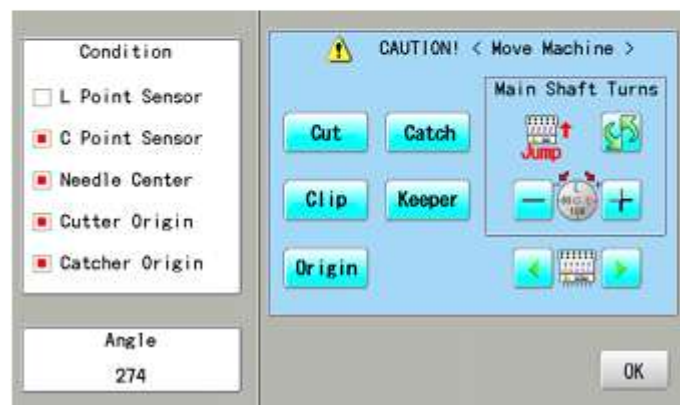 Condition
L Point Sensor
C Point Sensor
Needle Center
Cutter Origin
Catcher Origin
Angle
274
CAUTION! < Move Machine >
Main Shaft Turns
Cut
Catch
Jump
Clip
Keeper
L
Origin
OK